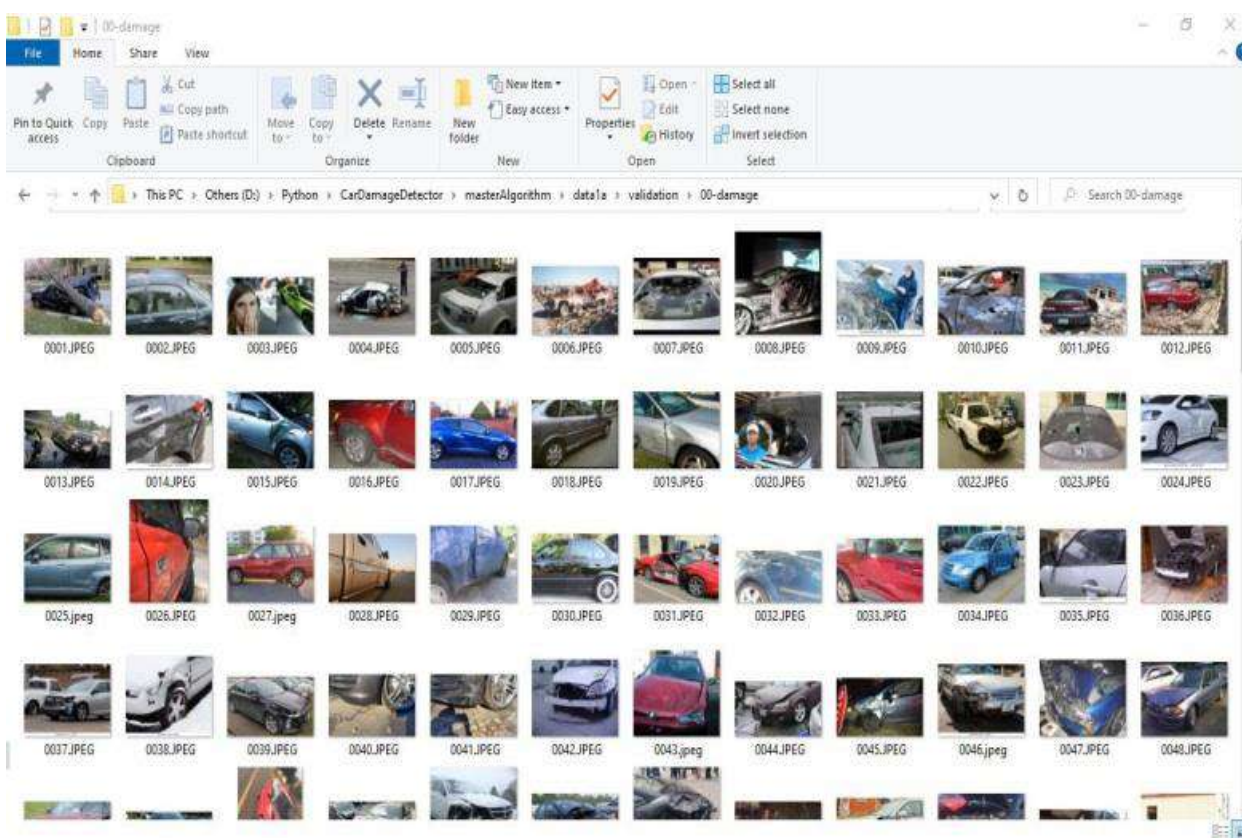 00-damage
File Home Share View
Pin to Quick access
Copy
Paste
Cut
Copy path
Paste shortcut
Clipboard
Move to
Copy to
Delete
Rename
Organize
New folder
New item
Easy access
New
Properties
Open
Edit
History
Open
Select all
Select none
Invert selection
Select
This PC › Others (D:) › Python › CarDamageDetector › masterAlgorithm › data1a › validation › 00-damage
Search 00-damage
0001.JPEG 0002.JPEG 0003.JPEG 0004.JPEG 0005.JPEG 0006.JPEG 0007.JPEG 0008.JPEG 0009.JPEG 0010.JPEG 0011.JPEG 0012.JPEG
0013.JPEG 0014.JPEG 0015.JPEG 0016.JPEG 0017.JPEG 0018.JPEG 0019.JPEG 0020.JPEG 0021.JPEG 0022.JPEG 0023.JPEG 0024.JPEG
0025.jpeg 0026.JPEG 0027.jpeg 0028.JPEG 0029.JPEG 0030.JPEG 0031.JPEG 0032.JPEG 0033.JPEG 0034.JPEG 0035.JPEG 0036.JPEG
0037.JPEG 0038.JPEG 0039.JPEG 0040.JPEG 0041.JPEG 0042.JPEG 0043.jpeg 0044.JPEG 0045.JPEG 0046.jpeg 0047.JPEG 0048.JPEG